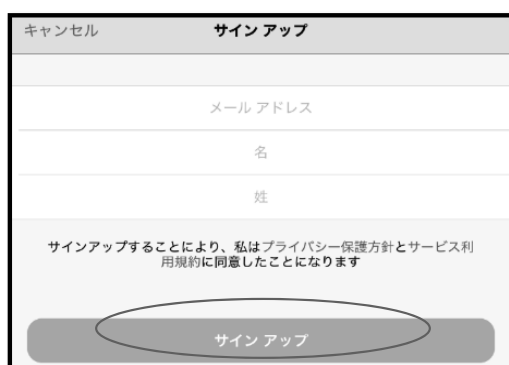 キャンセル サイン アップ
メール アドレス
名
姓
サインアップすることにより、私はプライバシー保護方針とサービス利
用規約に同意したことになります
サイン アップ